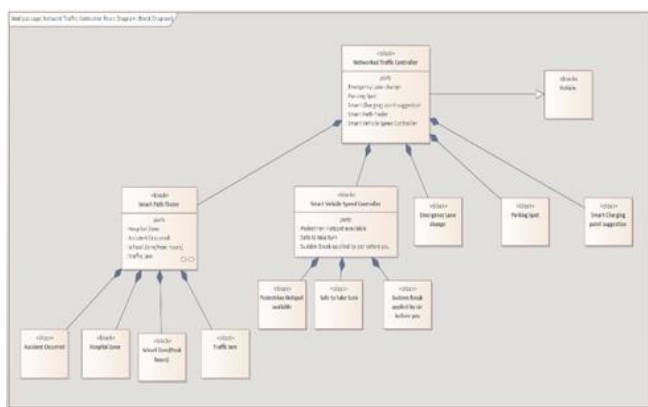 bdd [package] Network Traffic Controller Block Diagram [Block Diagram]
«block»
Networked Traffic Controller
parts
Emergency Lane change
Parking Spot
Smart Charging point suggestion
Smart Path Finder
Smart Vehicle Speed Controller
«block»
Vehicle
«block»
Smart Path finder
parts
Hospital Zone
Accident Occurred
School Zone(Peak hours)
Traffic Jam
«block»
Smart Vehicle Speed Controller
parts
Pedestrian Hotspot available
Safe to take turn
Sudden Break applied by car before you
«block»
Emergency Lane
change
«block»
Parking Spot
«block»
Smart Charging
point suggestion
«block»
Pedestrian Hotspot
available
«block»
Safe to take turn
«block»
Sudden Break
applied by car
before you
«block»
Accident Occurred
«block»
Hospital Zone
«block»
School Zone(Peak
hours)
«block»
Traffic Jam